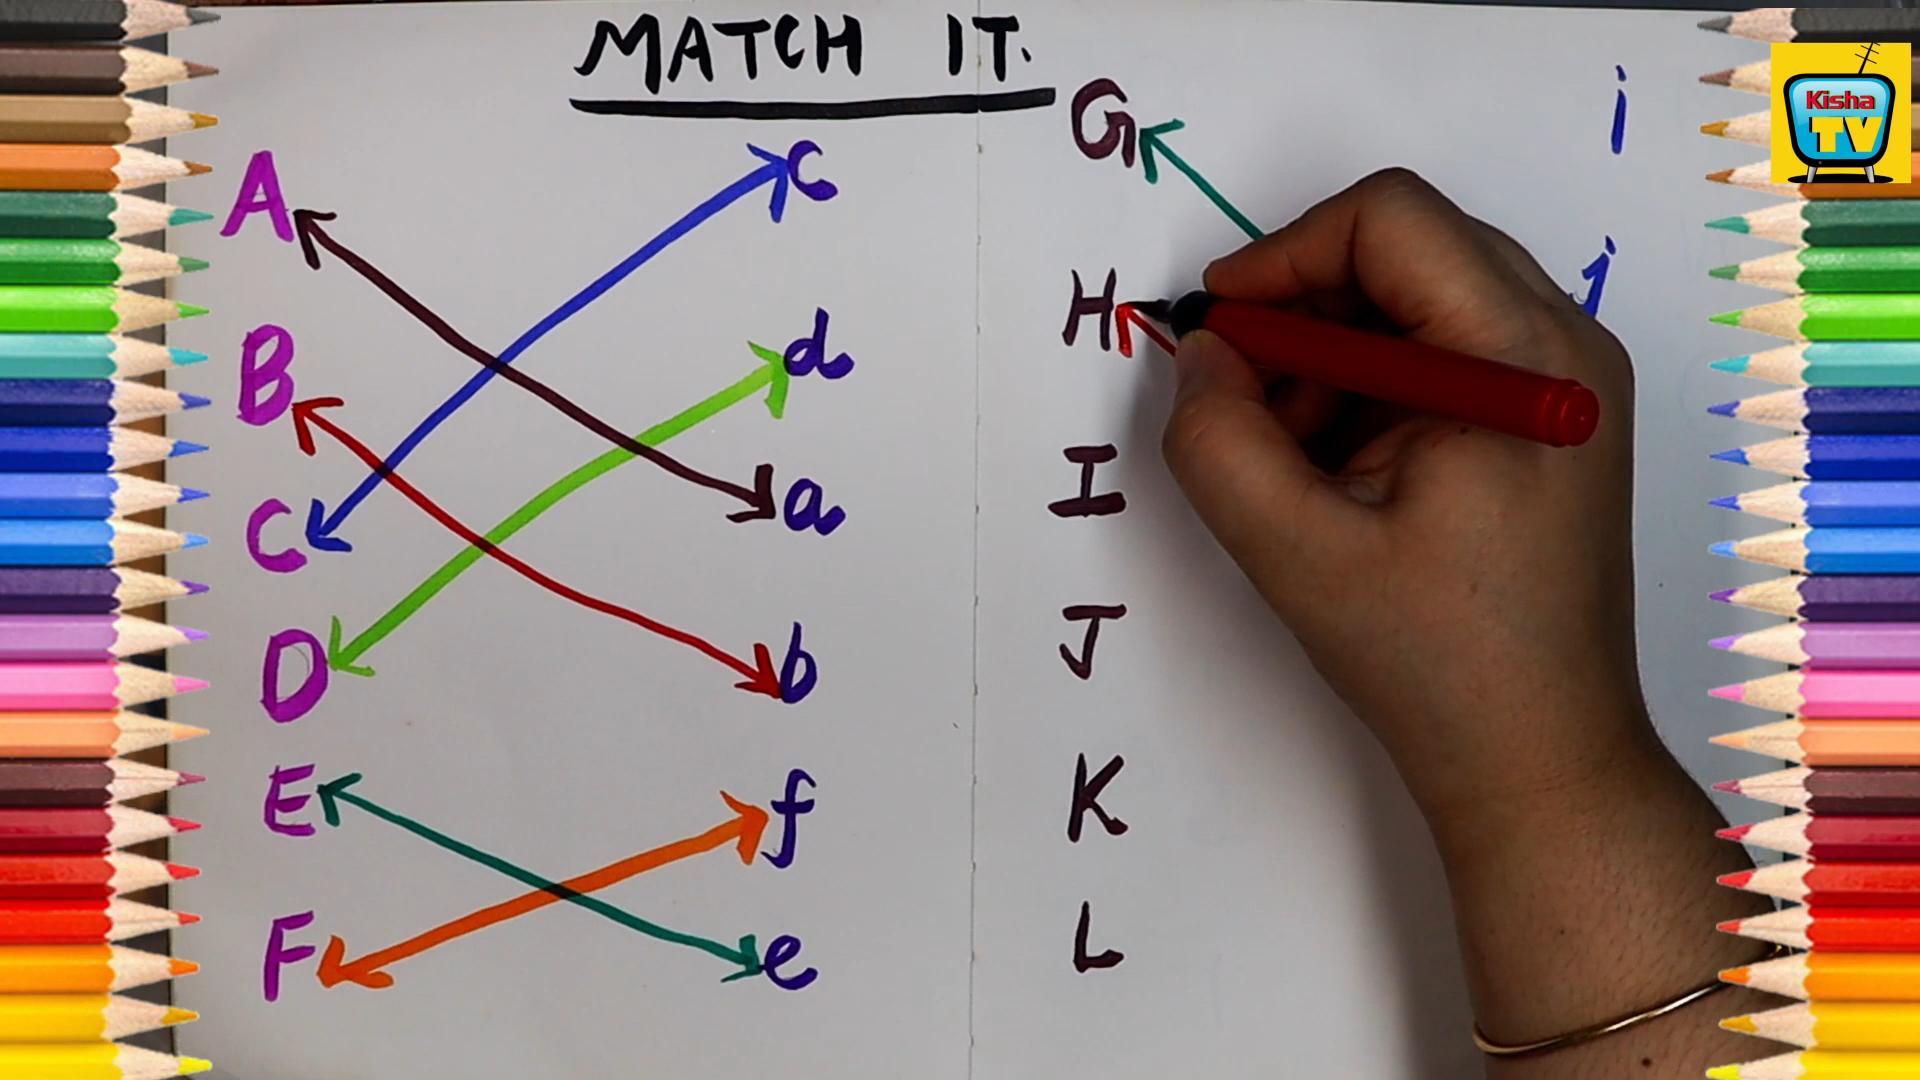 MATCH IT.
A c
B d
C a
D b
E f
F e
G i
H j
I
J
K
L
Kisha
TV